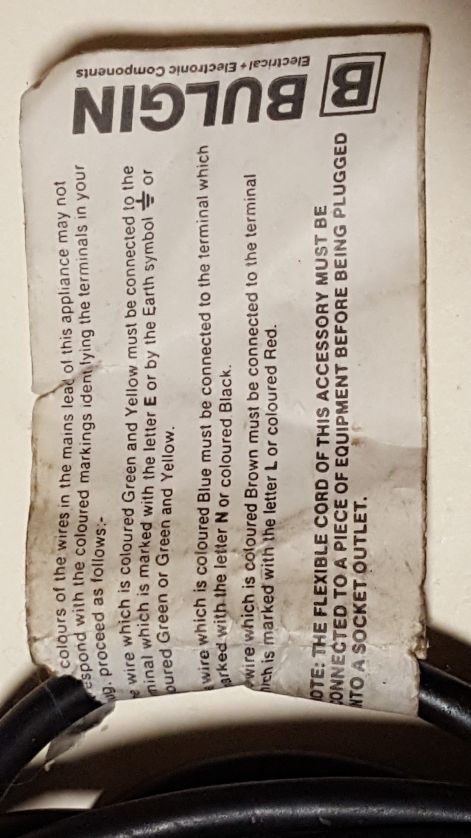 B BULGIN
Electrical + Electronic Components
colours of the wires in the mains lead of this appliance may not
espond with the coloured markings identifying the terminals in your
proceed as follows:-
wire which is coloured Green and Yellow must be connected to the
minal which is marked with the letter E or by the Earth symbol ⏚ or
oured Green or Green and Yellow.
wire which is coloured Blue must be connected to the terminal which
arked with the letter N or coloured Black.
wire which is coloured Brown must be connected to the terminal
hich is marked with the letter L or coloured Red.
OTE: THE FLEXIBLE CORD OF THIS ACCESSORY MUST BE
ONNECTED TO A PIECE OF EQUIPMENT BEFORE BEING PLUGGED
NTO A SOCKET OUTLET.